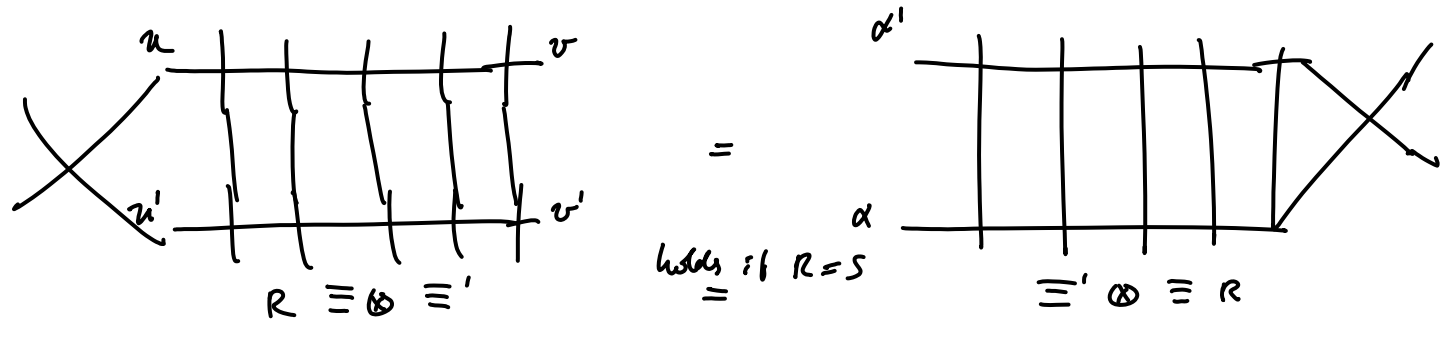 u v = α'
u' v' α
holds if R = S
R Ξ ⊗ Ξ' Ξ' ⊗ Ξ R